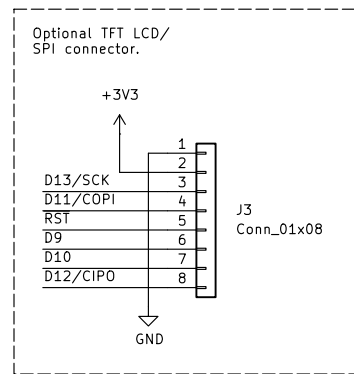 Optional TFT LCD/
SPI connector.
+3V3
1
2
D13/SCK 3
D11/COPI 4
RST 5
D9 6
D10 7
D12/CIPO 8
J3
Conn_01x08
GND